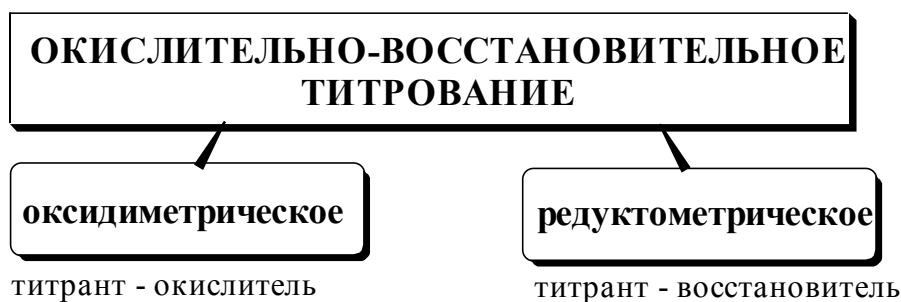 ОКИСЛИТЕЛЬНО-ВОССТАНОВИТЕЛЬНОЕ
ТИТРОВАНИЕ
оксидиметрическое
редуктометрическое
титрант - окислитель
титрант - восстановитель